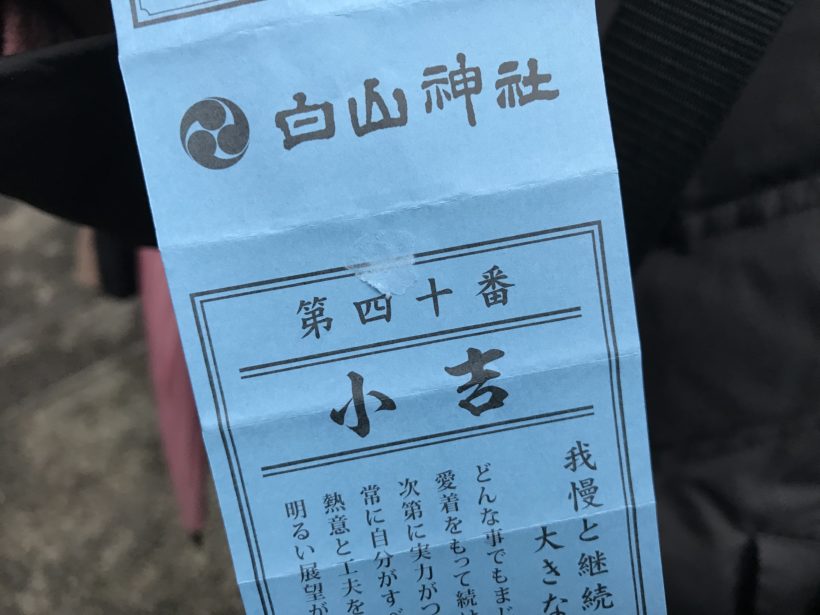 白山神社
第四十番
小吉
我慢と継続
大きな
どんな事でもまじ
愛着をもって続け
次第に実力がつ
常に自分がすべ
熱意と工夫を
明るい展望が